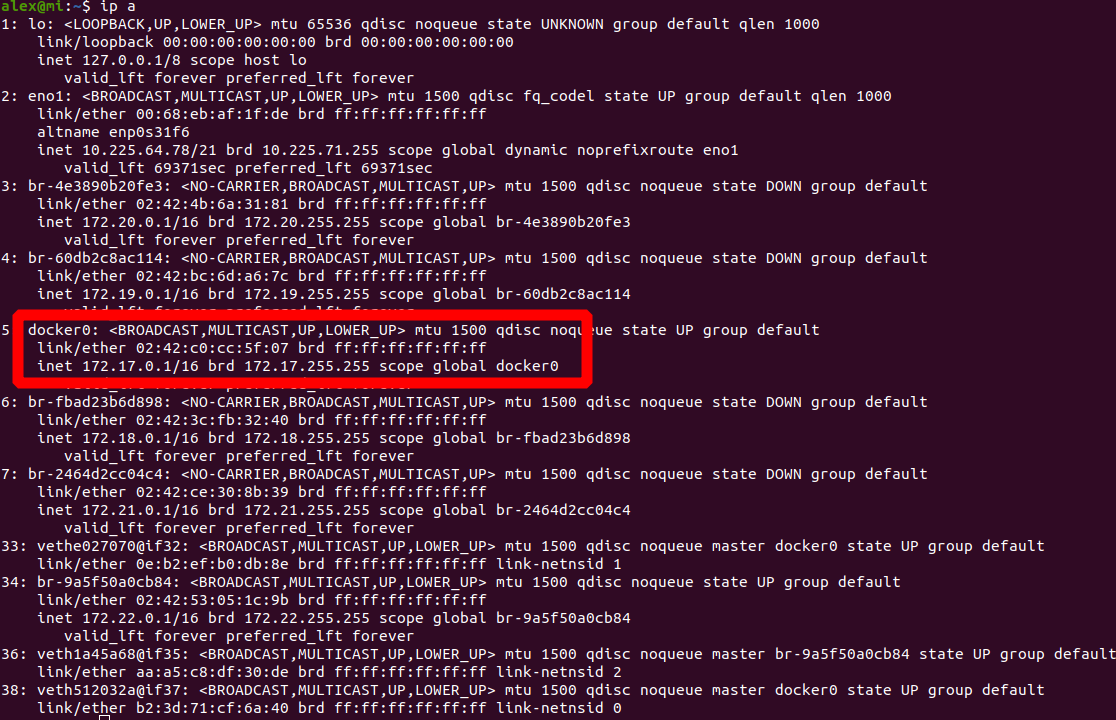 alex@mi:~$ ip a
1: lo: <LOOPBACK,UP,LOWER_UP> mtu 65536 qdisc noqueue state UNKNOWN group default qlen 1000
    link/loopback 00:00:00:00:00:00 brd 00:00:00:00:00:00
    inet 127.0.0.1/8 scope host lo
       valid_lft forever preferred_lft forever
2: eno1: <BROADCAST,MULTICAST,UP,LOWER_UP> mtu 1500 qdisc fq_codel state UP group default qlen 1000
    link/ether 00:68:eb:af:1f:de brd ff:ff:ff:ff:ff:ff
    altname enp0s31f6
    inet 10.225.64.78/21 brd 10.225.71.255 scope global dynamic noprefixroute eno1
       valid_lft 69371sec preferred_lft 69371sec
3: br-4e3890b20fe3: <NO-CARRIER,BROADCAST,MULTICAST,UP> mtu 1500 qdisc noqueue state DOWN group default
    link/ether 02:42:4b:6a:31:81 brd ff:ff:ff:ff:ff:ff
    inet 172.20.0.1/16 brd 172.20.255.255 scope global br-4e3890b20fe3
       valid_lft forever preferred_lft forever
4: br-60db2c8ac114: <NO-CARRIER,BROADCAST,MULTICAST,UP> mtu 1500 qdisc noqueue state DOWN group default
    link/ether 02:42:bc:6d:a6:7c brd ff:ff:ff:ff:ff:ff
    inet 172.19.0.1/16 brd 172.19.255.255 scope global br-60db2c8ac114
       valid_lft forever preferred_lft forever
5 docker0: <BROADCAST,MULTICAST,UP,LOWER_UP> mtu 1500 qdisc noqueue state UP group default
    link/ether 02:42:c0:cc:5f:07 brd ff:ff:ff:ff:ff:ff
    inet 172.17.0.1/16 brd 172.17.255.255 scope global docker0
       valid_lft forever preferred_lft forever
6: br-fbad23b6d898: <NO-CARRIER,BROADCAST,MULTICAST,UP> mtu 1500 qdisc noqueue state DOWN group default
    link/ether 02:42:3c:fb:32:40 brd ff:ff:ff:ff:ff:ff
    inet 172.18.0.1/16 brd 172.18.255.255 scope global br-fbad23b6d898
       valid_lft forever preferred_lft forever
7: br-2464d2cc04c4: <NO-CARRIER,BROADCAST,MULTICAST,UP> mtu 1500 qdisc noqueue state DOWN group default
    link/ether 02:42:ce:30:8b:39 brd ff:ff:ff:ff:ff:ff
    inet 172.21.0.1/16 brd 172.21.255.255 scope global br-2464d2cc04c4
       valid_lft forever preferred_lft forever
33: vethe027070@if32: <BROADCAST,MULTICAST,UP,LOWER_UP> mtu 1500 qdisc noqueue master docker0 state UP group default
    link/ether 0e:b2:ef:b0:db:8e brd ff:ff:ff:ff:ff:ff link-netnsid 1
34: br-9a5f50a0cb84: <BROADCAST,MULTICAST,UP,LOWER_UP> mtu 1500 qdisc noqueue state UP group default
    link/ether 02:42:53:05:1c:9b brd ff:ff:ff:ff:ff:ff
    inet 172.22.0.1/16 brd 172.22.255.255 scope global br-9a5f50a0cb84
       valid_lft forever preferred_lft forever
36: veth1a45a68@if35: <BROADCAST,MULTICAST,UP,LOWER_UP> mtu 1500 qdisc noqueue master br-9a5f50a0cb84 state UP group default
    link/ether aa:a5:c8:df:30:de brd ff:ff:ff:ff:ff:ff link-netnsid 2
38: veth512032a@if37: <BROADCAST,MULTICAST,UP,LOWER_UP> mtu 1500 qdisc noqueue master docker0 state UP group default
    link/ether b2:3d:71:cf:6a:40 brd ff:ff:ff:ff:ff:ff link-netnsid 0